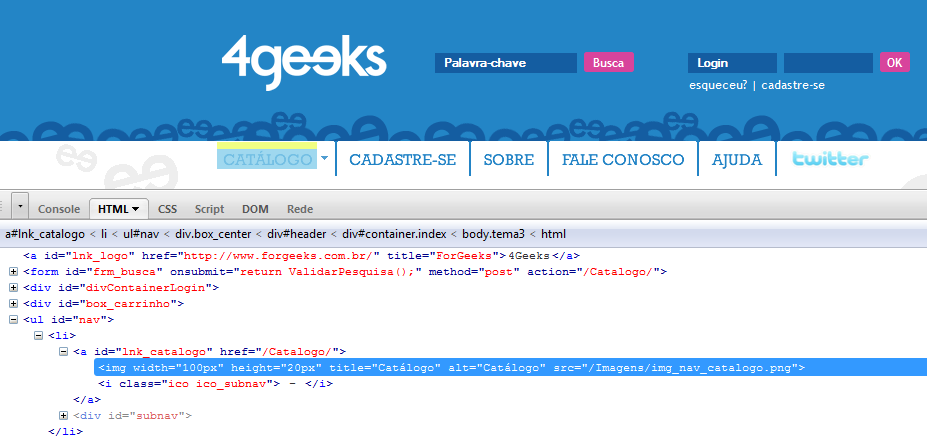 4geeks
Palavra-chave Busca Login OK
esqueceu? | cadastre-se
CATÁLOGO CADASTRE-SE SOBRE FALE CONOSCO AJUDA twitter
Console HTML CSS Script DOM Rede
a#lnk_catalogo < li < ul#nav < div.box_center < div#header < div#container.index < body.tema3 < html
<a id="lnk_logo" href="http://www.forgeeks.com.br/" title="ForGeeks">4Geeks</a>
<form id="frm_busca" onsubmit="return ValidarPesquisa();" method="post" action="/Catalogo/">
<div id="divContainerLogin">
<div id="box_carrinho">
<ul id="nav">
<li>
<a id="lnk_catalogo" href="/Catalogo/">
<img width="100px" height="20px" title="Catálogo" alt="Catálogo" src="/Imagens/img_nav_catalogo.png">
<i class="ico ico_subnav"> - </i>
</a>
<div id="subnav">
</li>